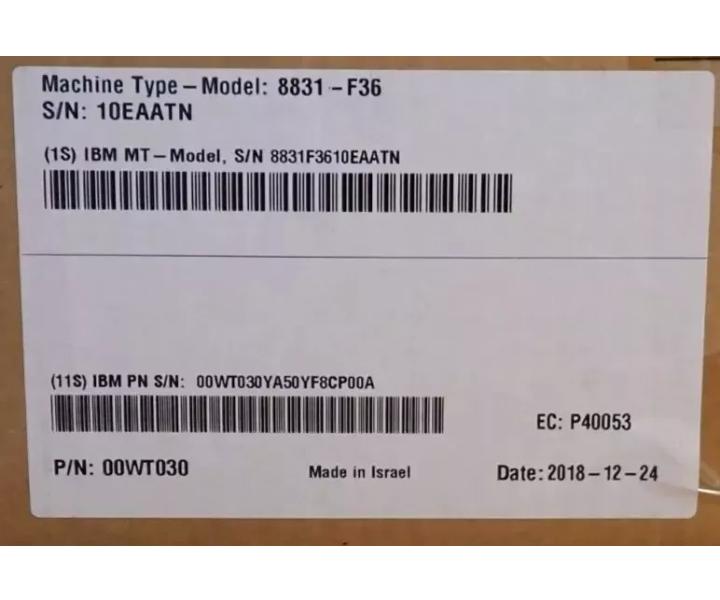 Machine Type – Model: 8831 – F36
S/N: 10EAATN
(1S) IBM MT – Model, S/N 8831F3610EAATN
(11S) IBM PN S/N: 00WT030YA50YF8CP00A
EC: P40053
P/N: 00WT030
Made in Israel
Date: 2018 – 12 – 24